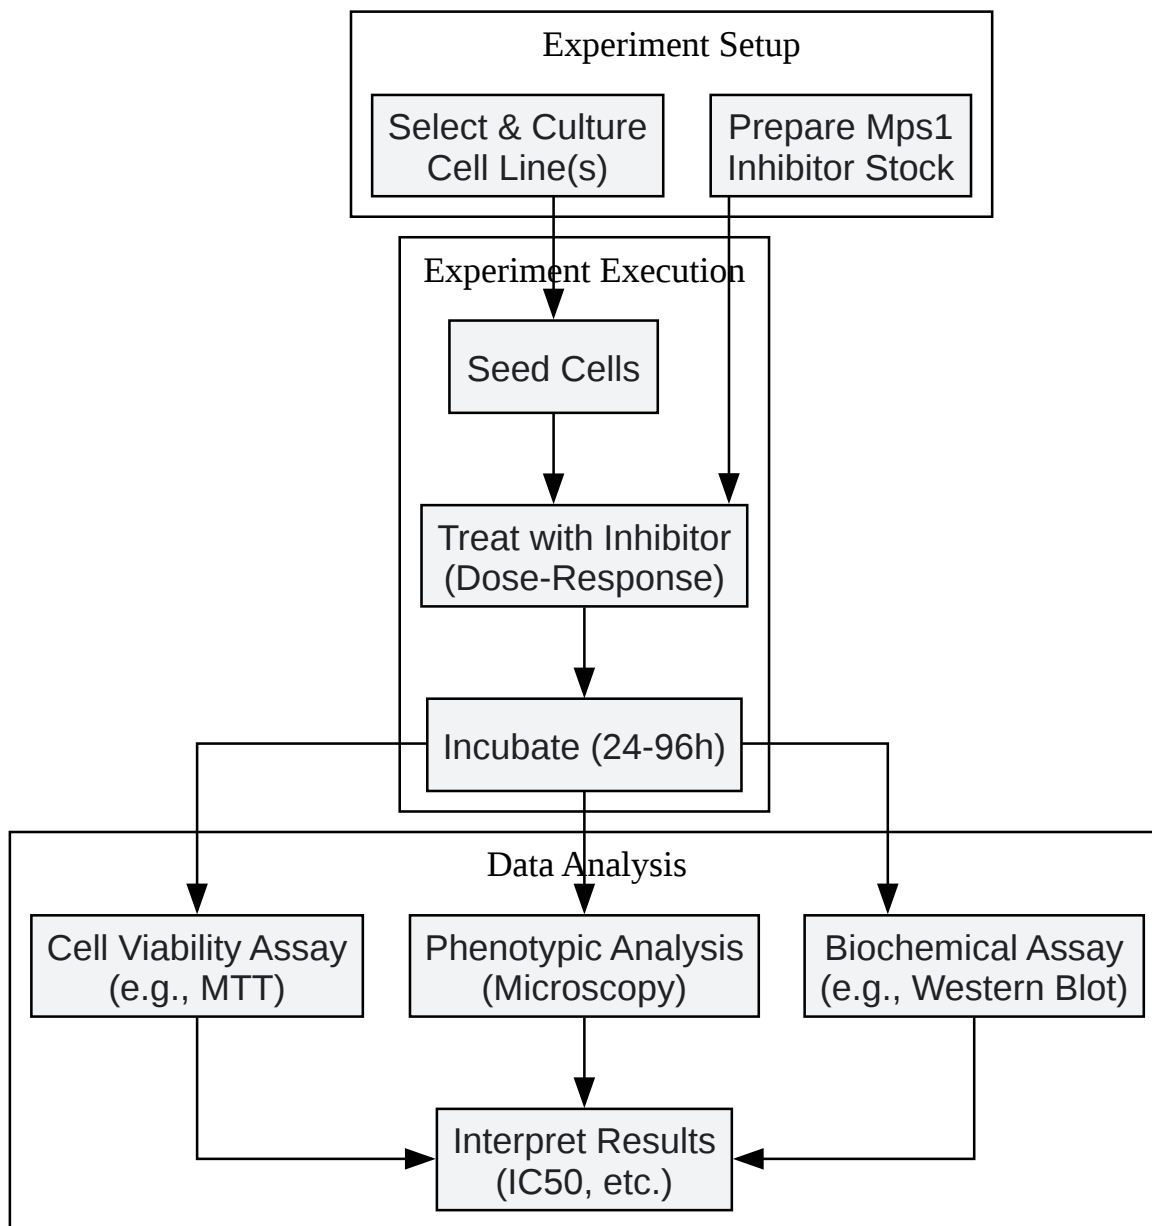 Experiment Setup
Select & Culture
Cell Line(s)
Prepare Mps1
Inhibitor Stock
Experiment Execution
Seed Cells
Treat with Inhibitor
(Dose-Response)
Incubate (24-96h)
Data Analysis
Cell Viability Assay
(e.g., MTT)
Phenotypic Analysis
(Microscopy)
Biochemical Assay
(e.g., Western Blot)
Interpret Results
(IC50, etc.)